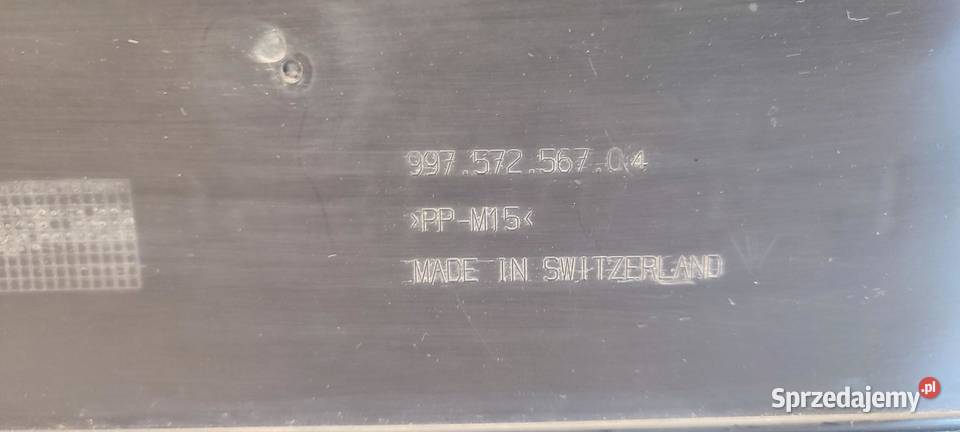 997.572.567.04
>PP-M15<
MADE IN SWITZERLAND
Sprzedajemy.pl